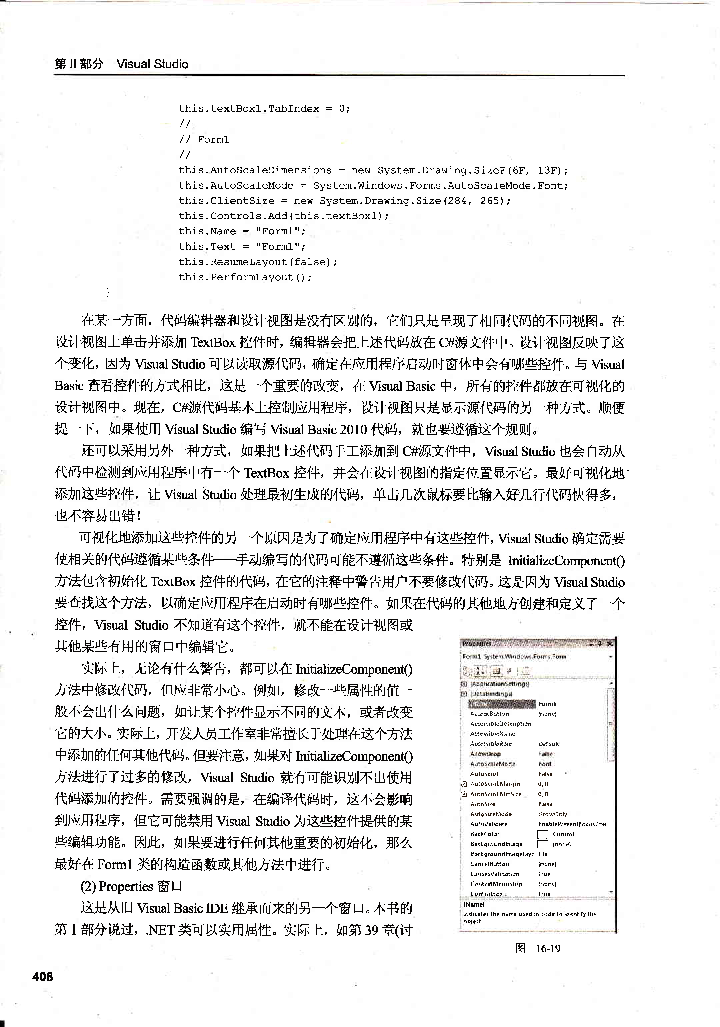 第 II 部分 Visual Studio
this.textBox1.TabIndex = 0;
//
// Form1
//
this.AutoScaleDimensions = new System.Drawing.SizeF(6F, 13F);
this.AutoScaleMode = System.Windows.Forms.AutoScaleMode.Font;
this.ClientSize = new System.Drawing.Size(284, 265);
this.Controls.Add(this.textBox1);
this.Name = "Form1";
this.Text = "Form1";
this.ResumeLayout(false);
this.PerformLayout();
}
在某一方面，代码编辑器和设计视图是没有区别的，它们只是呈现了相同代码的不同视图。在
设计视图上单击并添加 TextBox 控件时，编辑器会把上述代码放在 C#源文件中。设计视图反映了这
个变化，因为 Visual Studio 可以读取源代码，确定在应用程序启动时窗体中会有哪些控件。与 Visual
Basic 查看控件的方式相比，这是一个重要的改变，在 Visual Basic 中，所有的控件都放在可视化的
设计视图中。现在，C#源代码基本上控制应用程序，设计视图只是显示源代码的另一种方式。顺便
提一下，如果使用 Visual Studio 编写 Visual Basic 2010 代码，就也要遵循这个规则。
还可以采用另外一种方式，如果把上述代码手工添加到 C#源文件中，Visual Studio 也会自动从
代码中检测到应用程序中有一个 TextBox 控件，并会在设计视图的指定位置显示它。最好可视化地
添加这些控件，让 Visual Studio 处理最初生成的代码，单击几次鼠标要比输入好几行代码快得多，
也不容易出错！
可视化地添加这些控件的另一个原因是为了确定应用程序中有这些控件，Visual Studio 确定需要
使相关的代码遵循某些条件——手动编写的代码可能不遵循这些条件。特别是 InitializeComponent()
方法包含初始化 TextBox 控件的代码，在它的注释中警告用户不要修改代码。这是因为 Visual Studio
要查找这个方法，以确定应用程序在启动时有哪些控件。如果在代码的其他地方创建和定义了一个
控件，Visual Studio 不知道有这个控件，就不能在设计视图或
其他某些有用的窗口中编辑它。
实际上，无论有什么警告，都可以在 InitializeComponent()
方法中修改代码，但应非常小心。例如，修改一些属性的值一
般不会出什么问题，如让某个控件显示不同的文本，或者改变
它的大小。实际上，开发人员工作室非常擅长于处理在这个方法
中添加的任何其他代码。但要注意，如果对 InitializeComponent()
方法进行了过多的修改，Visual Studio 就有可能识别不出使用
代码添加的控件。需要强调的是，在编译代码时，这不会影响
到应用程序，但它可能禁用 Visual Studio 为这些控件提供的某
些编辑功能。因此，如果要进行任何其他重要的初始化，那么
最好在 Form1 类的构造函数或其他方法中进行。
(2) Properties 窗口
这是从旧 Visual Basic IDE 继承而来的另一个窗口。本书的
第 I 部分说过，.NET 类可以实用属性。实际上，如第 39 章(讨
Properties
Form1 System.Windows.Forms.Form
(ApplicationSettings)
(DataBindings)
Form1
AcceptButton (none)
AccessibleDescription
AccessibleName
AccessibleRole Default
AllowDrop False
AutoScaleMode Font
AutoScroll False
AutoScrollMargin 0, 0
AutoScrollMinSize 0, 0
AutoSize False
AutoSizeMode GrowOnly
AutoValidate EnablePreventFocusChange
BackColor Control
BackgroundImage (none)
BackgroundImageLayout Tile
CancelButton (none)
CausesValidation True
ContextMenuStrip (none)
ControlBox True
(Name)
Indicates the name used in code to identify the
object.
图 16-19
408